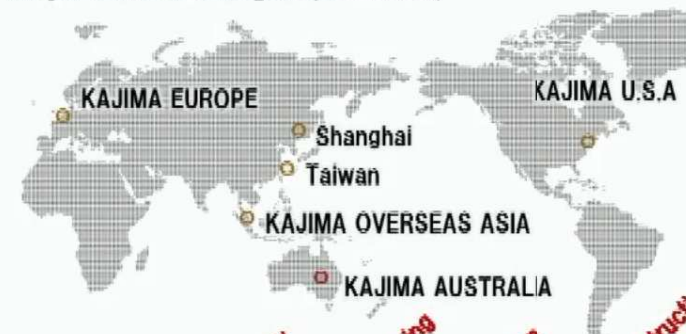 KAJIMA EUROPE
KAJIMA U.S.A
Shanghai
Taiwan
KAJIMA OVERSEAS ASIA
KAJIMA AUSTRALIA